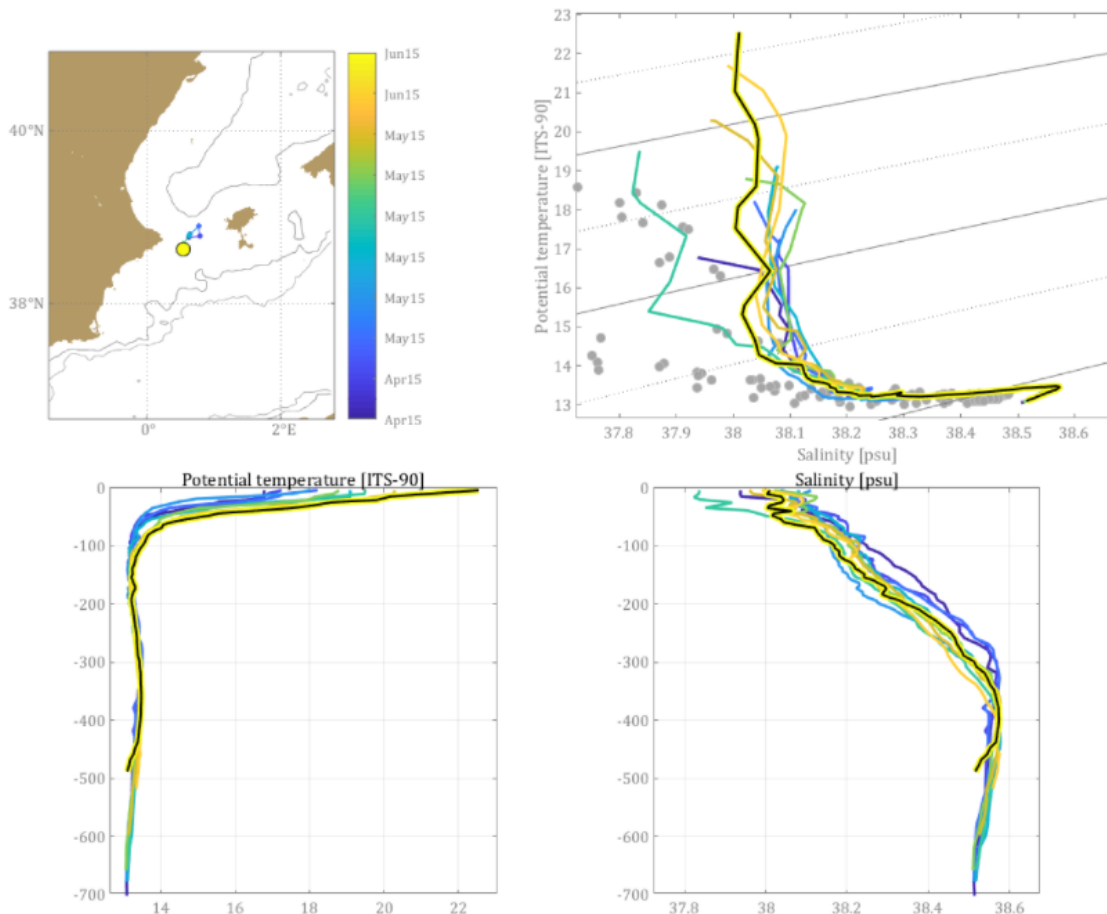 40°N
38°N
0°
2°E
Jun15
Jun15
May15
May15
May15
May15
May15
May15
Apr15
Apr15
23
22
21
20
19
18
17
16
15
14
13
Potential temperature [ITS-90]
37.8
37.9
38
38.1
38.2
38.3
38.4
38.5
38.6
Salinity [psu]
Potential temperature [ITS-90]
0
-100
-200
-300
-400
-500
-600
-700
14
16
18
20
22
Salinity [psu]
0
-100
-200
-300
-400
-500
-600
-700
37.8
38
38.2
38.4
38.6